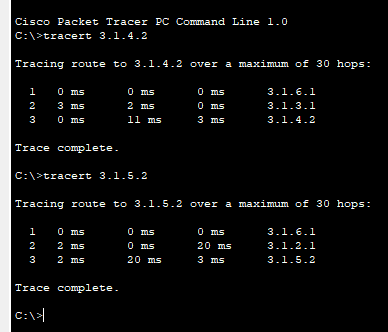 Cisco Packet Tracer PC Command Line 1.0
C:\>tracert 3.1.4.2
Tracing route to 3.1.4.2 over a maximum of 30 hops:
1 0 ms 0 ms 0 ms 3.1.6.1
2 3 ms 2 ms 0 ms 3.1.3.1
3 0 ms 11 ms 3 ms 3.1.4.2
Trace complete.
C:\>tracert 3.1.5.2
Tracing route to 3.1.5.2 over a maximum of 30 hops:
1 0 ms 0 ms 0 ms 3.1.6.1
2 2 ms 0 ms 20 ms 3.1.2.1
3 2 ms 20 ms 3 ms 3.1.5.2
Trace complete.
C:\>